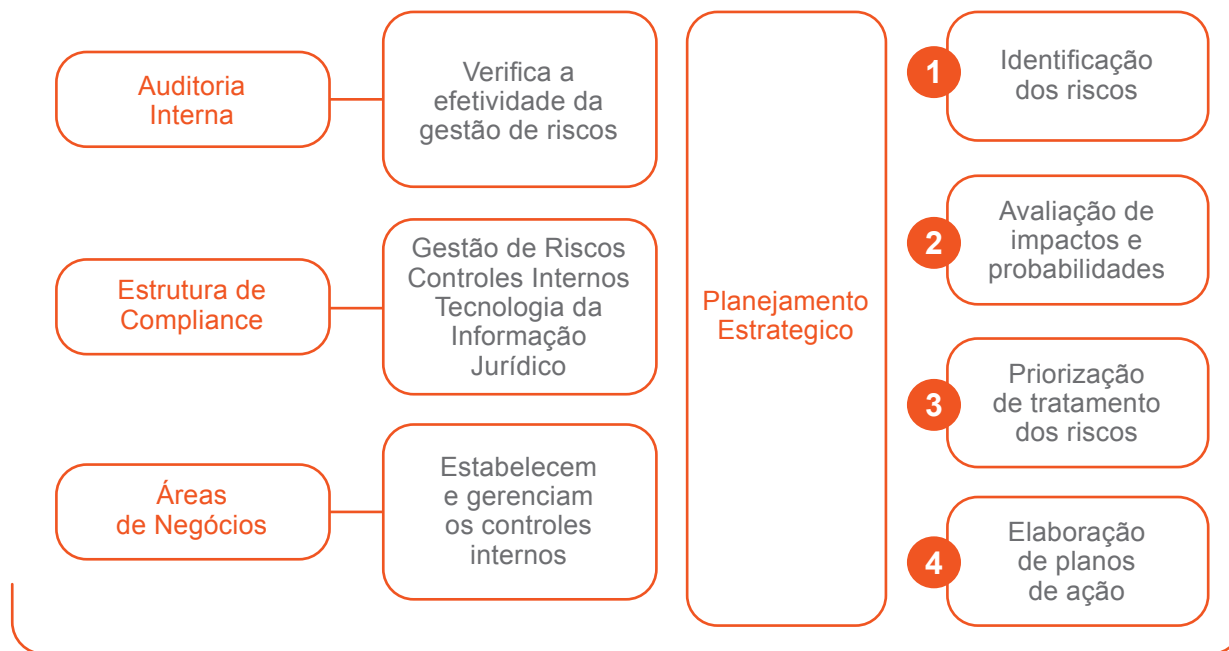 Auditoria
Interna
Verifica a
efetividade da
gestão de riscos
Estrutura de
Compliance
Gestão de Riscos
Controles Internos
Tecnologia da
Informação
Jurídico
Áreas
de Negócios
Estabelecem
e gerenciam
os controles
internos
Planejamento
Estrategico
1
Identificação
dos riscos
2
Avaliação de
impactos e
probabilidades
3
Priorização
de tratamento
dos riscos
4
Elaboração
de planos
de ação